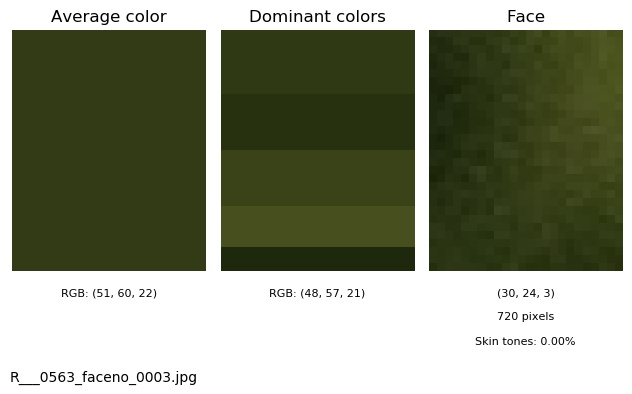 Average color
Dominant colors
Face
RGB: (51, 60, 22)
RGB: (48, 57, 21)
(30, 24, 3)
720 pixels
Skin tones: 0.00%
R___0563_faceno_0003.jpg